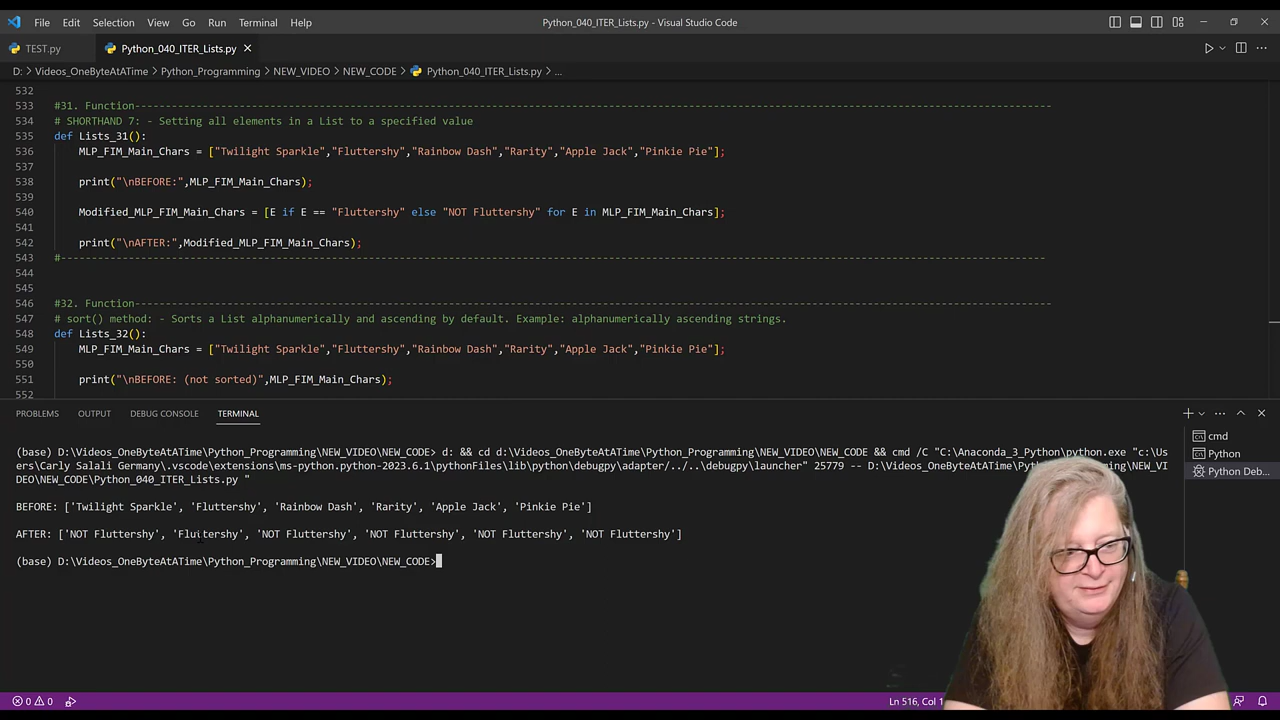 File Edit Selection View Go Run Terminal Help Python_040_ITER_Lists.py - Visual Studio Code
TEST.py Python_040_ITER_Lists.py
D: > Videos_OneByteAtATime > Python_Programming > NEW_VIDEO > NEW_CODE > Python_040_ITER_Lists.py > ...
532
533 #31. Function----------------------------------------------------------------------------------------------------------------------------------------------------
534 # SHORTHAND 7: - Setting all elements in a List to a specified value
535 def Lists_31():
536 MLP_FIM_Main_Chars = ["Twilight Sparkle","Fluttershy","Rainbow Dash","Rarity","Apple Jack","Pinkie Pie"];
537
538 print("\nBEFORE:",MLP_FIM_Main_Chars);
539
540 Modified_MLP_FIM_Main_Chars = [E if E == "Fluttershy" else "NOT Fluttershy" for E in MLP_FIM_Main_Chars];
541
542 print("\nAFTER:",Modified_MLP_FIM_Main_Chars);
543 #----------------------------------------------------------------------------------------------------------------------------------------------------------------
544
545
546 #32. Function----------------------------------------------------------------------------------------------------------------------------------------------------
547 # sort() method: - Sorts a List alphanumerically and ascending by default. Example: alphanumerically ascending strings.
548 def Lists_32():
549 MLP_FIM_Main_Chars = ["Twilight Sparkle","Fluttershy","Rainbow Dash","Rarity","Apple Jack","Pinkie Pie"];
550
551 print("\nBEFORE: (not sorted)",MLP_FIM_Main_Chars);
552
PROBLEMS OUTPUT DEBUG CONSOLE TERMINAL
cmd
Python
Python Deb...
(base) D:\Videos_OneByteAtATime\Python_Programming\NEW_VIDEO\NEW_CODE> d: && cd d:\Videos_OneByteAtATime\Python_Programming\NEW_VIDEO\NEW_CODE && cmd /C "C:\Anaconda_3_Python\python.exe "c:\Us
ers\Carly Salali Germany\.vscode\extensions\ms-python.python-2023.6.1\pythonFiles\lib\python\debugpy\adapter/../..\debugpy\launcher" 25779 -- D:\Videos_OneByteAtATime\Pyth NEW_VI
DEO\NEW_CODE\Python_040_ITER_Lists.py "
BEFORE: ['Twilight Sparkle', 'Fluttershy', 'Rainbow Dash', 'Rarity', 'Apple Jack', 'Pinkie Pie']
AFTER: ['NOT Fluttershy', 'Fluttershy', 'NOT Fluttershy', 'NOT Fluttershy', 'NOT Fluttershy', 'NOT Fluttershy']
(base) D:\Videos_OneByteAtATime\Python_Programming\NEW_VIDEO\NEW_CODE>
0 0 Ln 516, Col 1